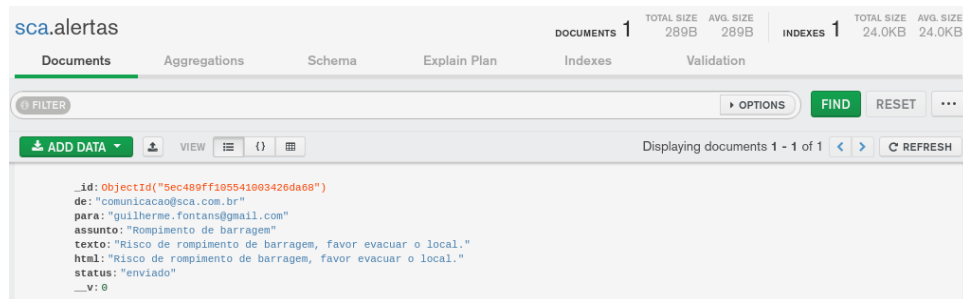 sca.alertas
DOCUMENTS 1 TOTAL SIZE 289B AVG. SIZE 289B INDEXES 1 TOTAL SIZE 24.0KB AVG. SIZE 24.0KB
Documents Aggregations Schema Explain Plan Indexes Validation
FILTER OPTIONS FIND RESET ...
ADD DATA VIEW {} Displaying documents 1 - 1 of 1 < > REFRESH
_id: ObjectId("5ec489ff105541003426da68")
de: "comunicacao@sca.com.br"
para: "guilherme.fontans@gmail.com"
assunto: "Rompimento de barragem"
texto: "Risco de rompimento de barragem, favor evacuar o local."
html: "Risco de rompimento de barragem, favor evacuar o local."
status: "enviado"
__v: 0